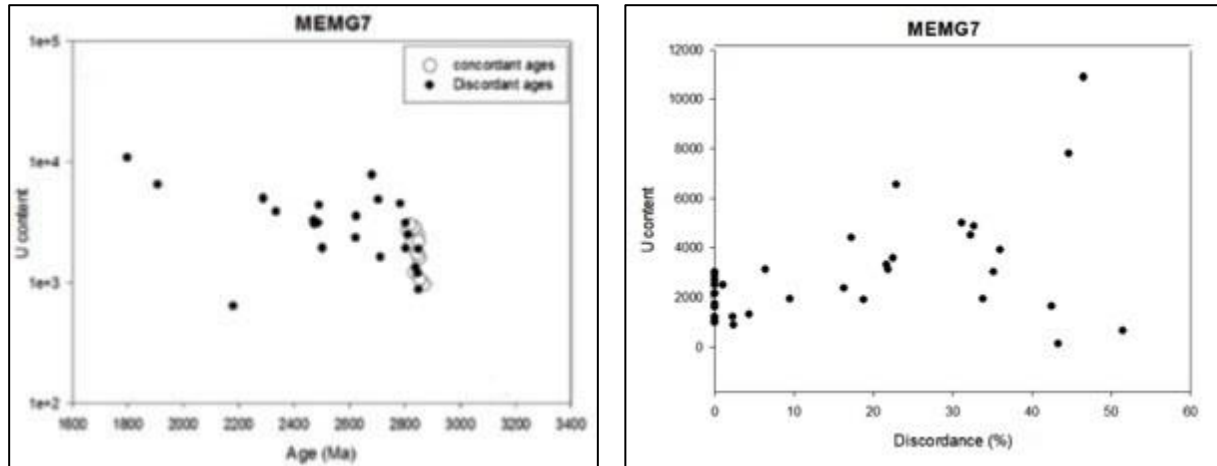 MEMG7
1e+5
concordant ages
Discordant ages
1e+4
U content
1e+3
1e+2
1600 1800 2000 2200 2400 2600 2800 3000 3200 3400
Age (Ma)
MEMG7
12000
10000
8000
6000
U content
4000
2000
0
0 10 20 30 40 50 60
Discordance (%)